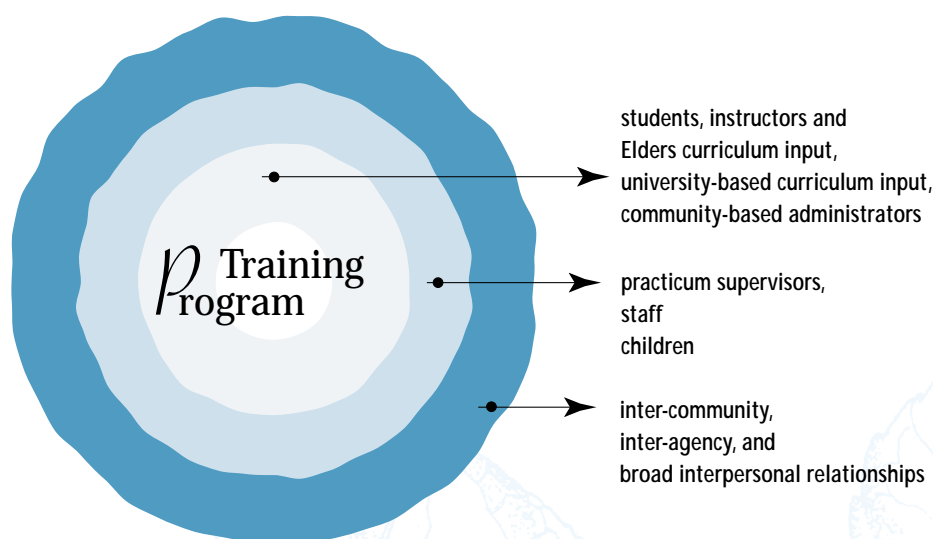 Training
Program
students, instructors and
Elders curriculum input,
university-based curriculum input,
community-based administrators
practicum supervisors,
staff
children
inter-community,
inter-agency, and
broad interpersonal relationships